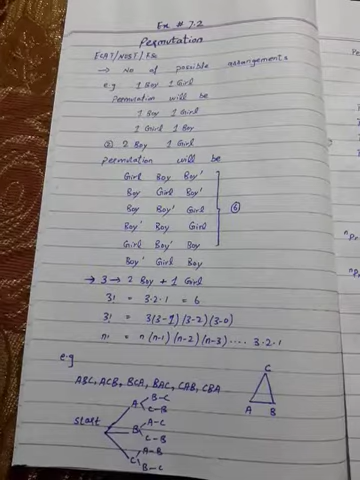 Ex # 7.2
Permutation
ECAT/NUST/FSc
→ No of possible arrangements
e.g 1 Boy 1 Girl
Permutation will be
1 Boy 1 Girl
1 Girl 1 Boy
② 2 Boy 1 Girl
Permutation will be
Girl Boy Boy'
Boy Girl Boy'
Boy Boy' Girl ⑥
Boy' Boy Girl
Girl Boy' Boy
Boy' Girl Boy
→ 3 → 2 Boy + 1 Girl
3! = 3·2·1 = 6
3! = 3(3-1)(3-2)(3-0)
n! = n(n-1)(n-2)(n-3).....3·2·1
e.g
ABC, ACB, BCA, BAC, CAB, CBA
C
A B
start
A B-C
C-B
B A-C
C-B
C A-B
B-C